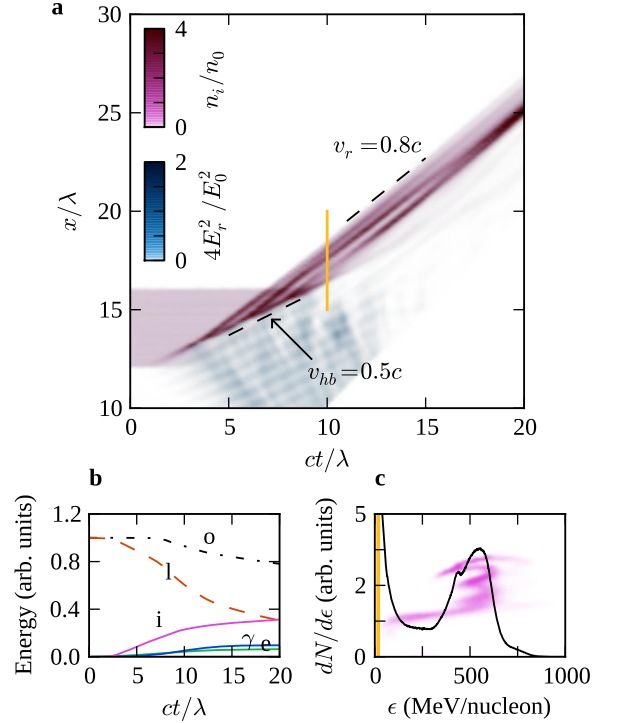 a
30
25
20
15
10
x/λ
4
0
n_i/n_0
2
0
4E_r^2/E_0^2
v_r=0.8c
v_hb=0.5c
0 5 10 15 20
ct/λ
b
1.2
0.8
0.4
0.0
Energy (arb. units)
o
l
i
γ e
0 5 10 15 20
ct/λ
c
5
2
0
dN/dϵ (arb. units)
0 500 1000
ϵ (MeV/nucleon)